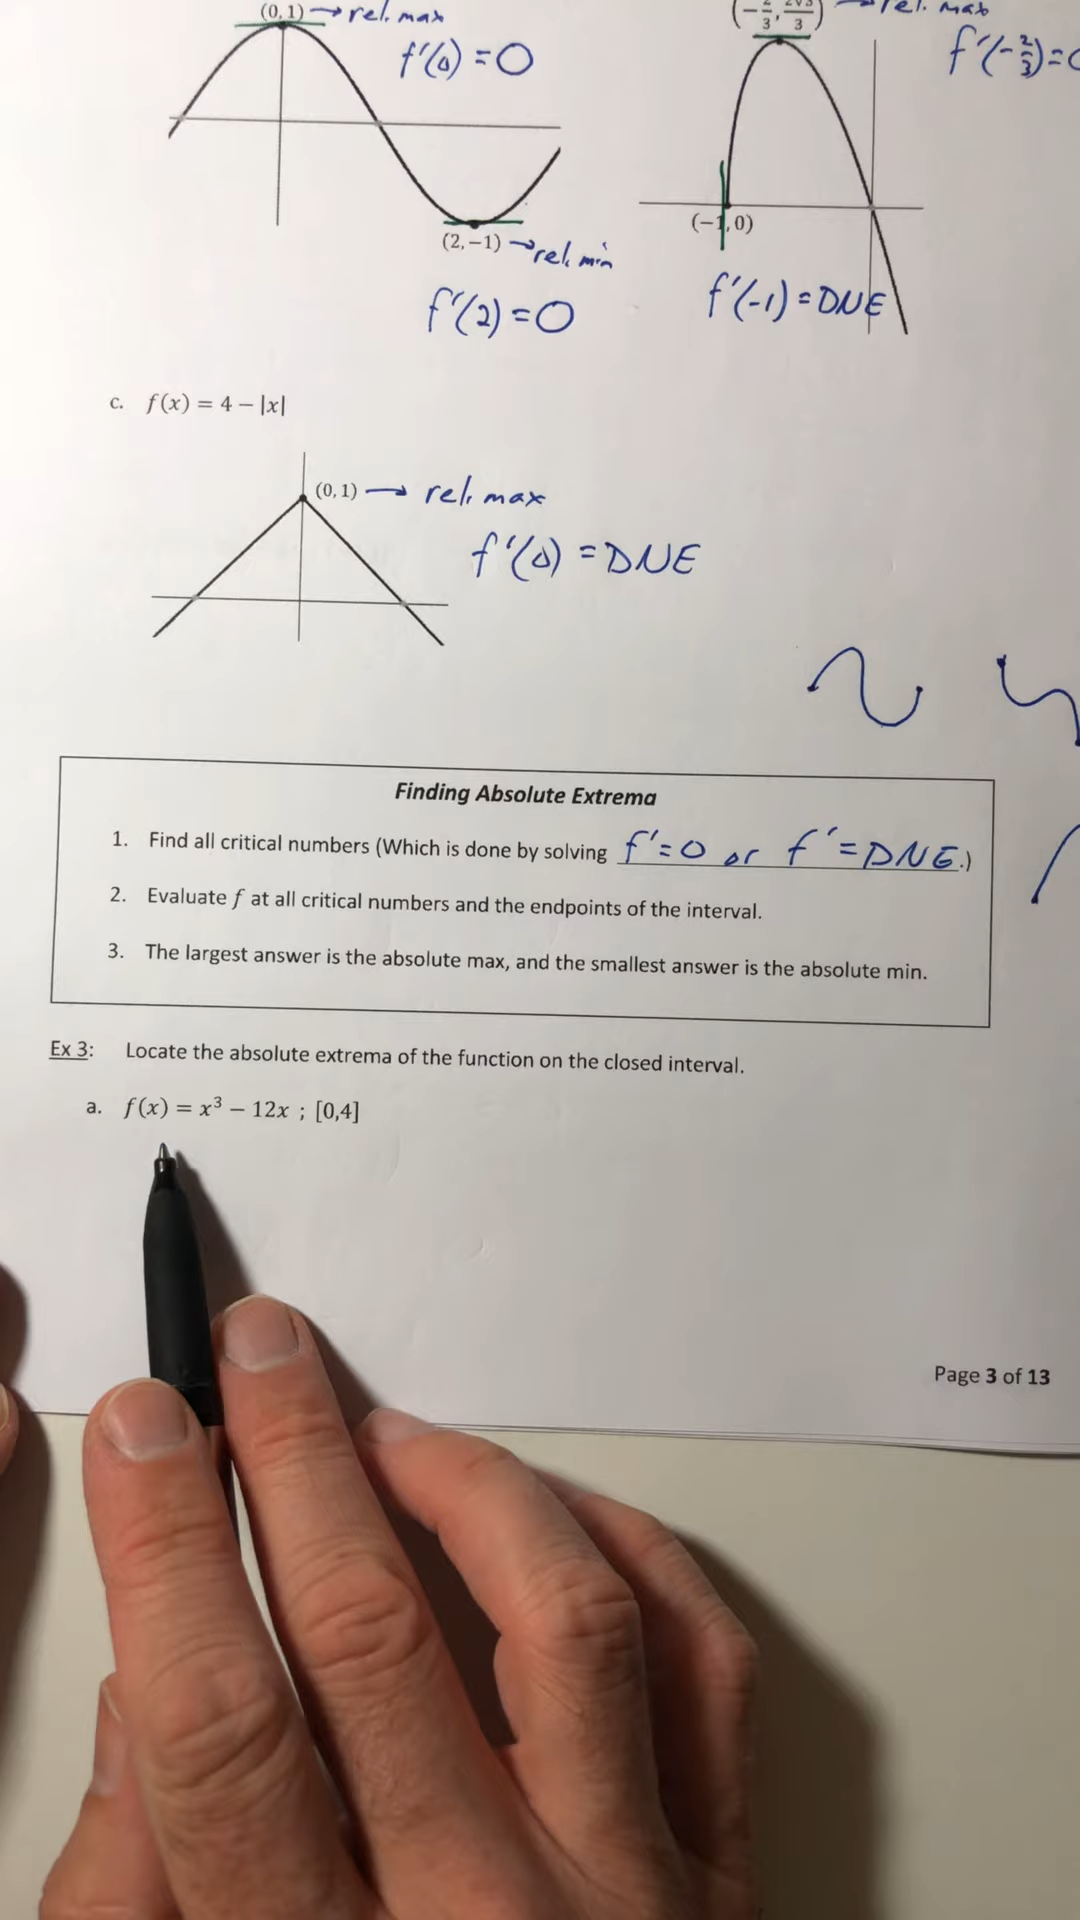 (0,1) → rel. max
f'(0) = 0
(2,−1) → rel. min
f'(2) = 0
rel. max
f'(-2/3) =
(−1,0)
f'(-1) = DNE
c. f(x) = 4 − |x|
(0,1) → rel. max
f'(0) = DNE
Finding Absolute Extrema
1. Find all critical numbers (Which is done by solving f'=0 or f'=DNE.)
2. Evaluate f at all critical numbers and the endpoints of the interval.
3. The largest answer is the absolute max, and the smallest answer is the absolute min.
Ex 3: Locate the absolute extrema of the function on the closed interval.
a. f(x) = x³ − 12x ; [0,4]
Page 3 of 13